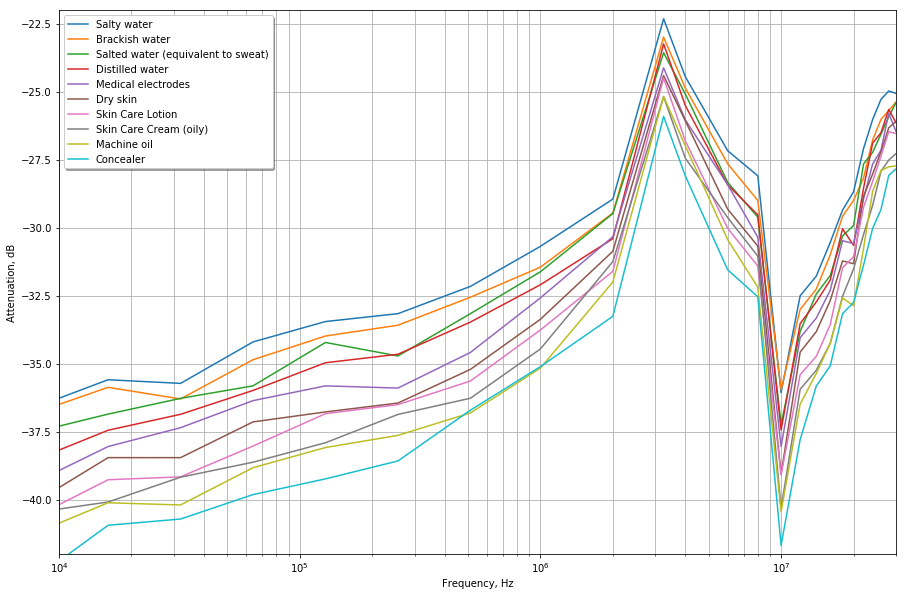 Salty water
Brackish water
Salted water (equivalent to sweat)
Distilled water
Medical electrodes
Dry skin
Skin Care Lotion
Skin Care Cream (oily)
Machine oil
Concealer
−22.5
−25.0
−27.5
−30.0
−32.5
−35.0
−37.5
−40.0
Attenuation, dB
10⁴ 10⁵ 10⁶ 10⁷
Frequency, Hz